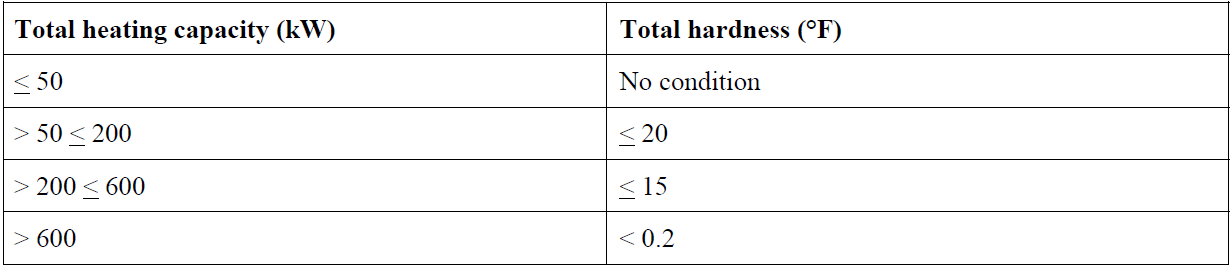 Total heating capacity (kW) Total hardness (°F)
≤ 50 No condition
> 50 ≤ 200 ≤ 20
> 200 ≤ 600 ≤ 15
> 600 < 0.2